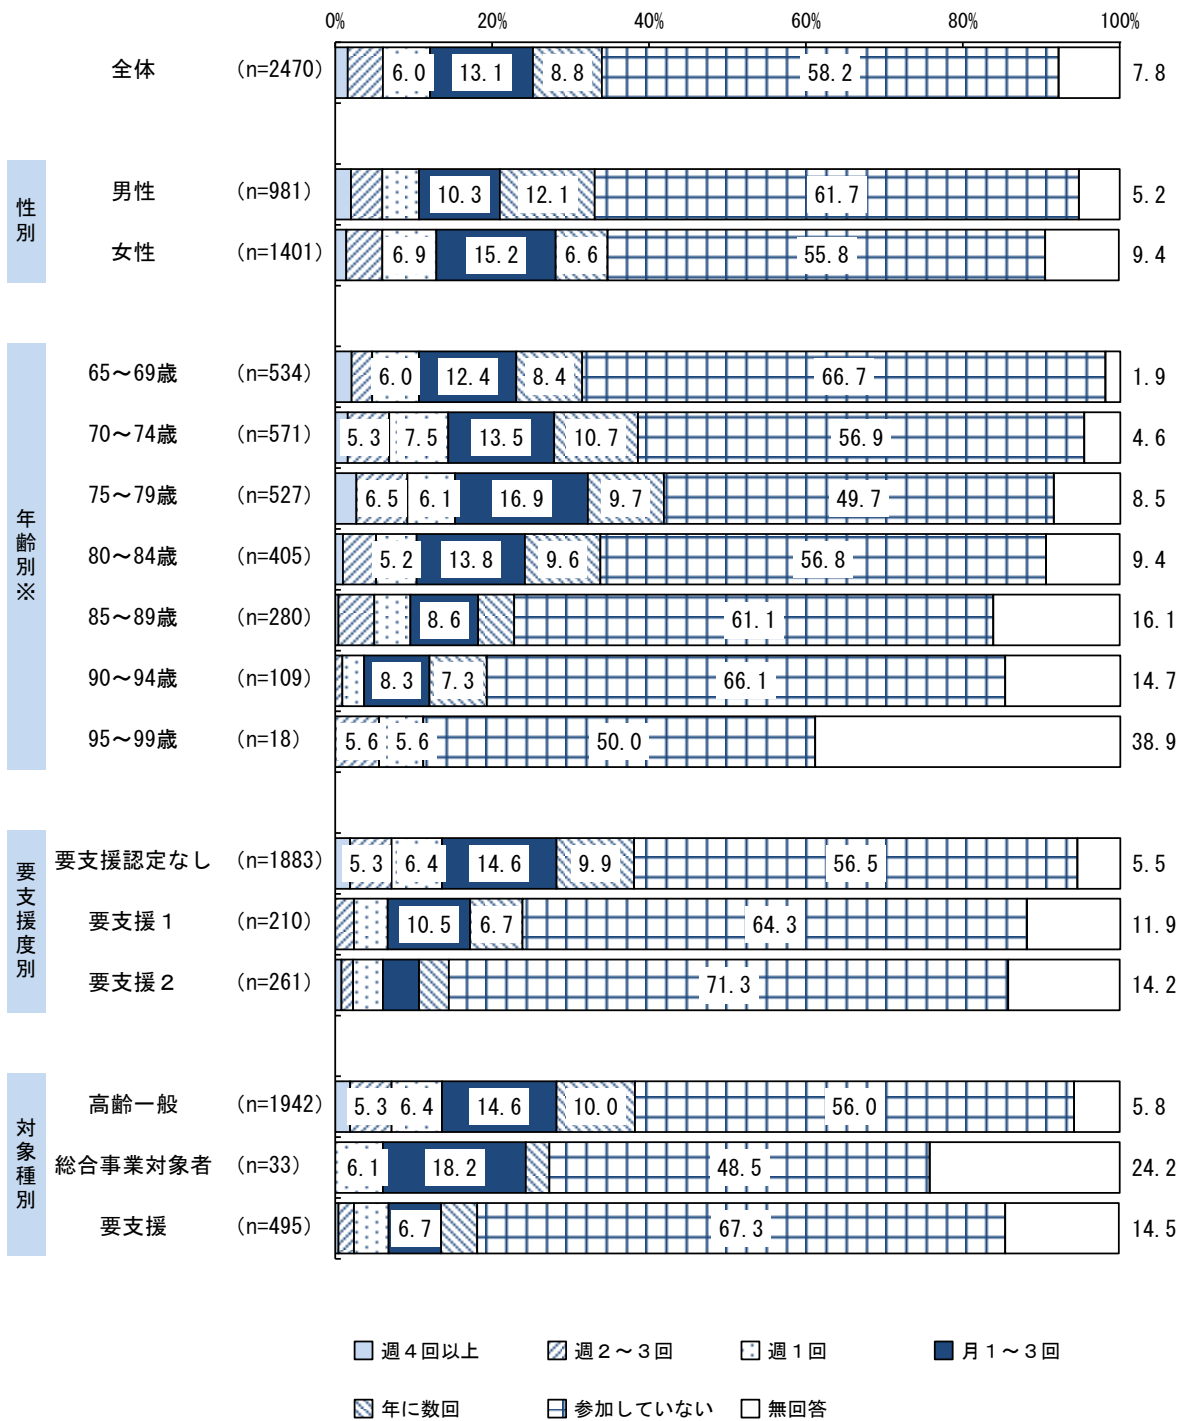 0% 20% 40% 60% 80% 100%
全体 (n=2470) 6.0 13.1 8.8 58.2 7.8
性別
男性 (n=981) 10.3 12.1 61.7 5.2
女性 (n=1401) 6.9 15.2 6.6 55.8 9.4
年齢別※
65～69歳 (n=534) 6.0 12.4 8.4 66.7 1.9
70～74歳 (n=571) 5.3 7.5 13.5 10.7 56.9 4.6
75～79歳 (n=527) 6.5 6.1 16.9 9.7 49.7 8.5
80～84歳 (n=405) 5.2 13.8 9.6 56.8 9.4
85～89歳 (n=280) 8.6 61.1 16.1
90～94歳 (n=109) 8.3 7.3 66.1 14.7
95～99歳 (n=18) 5.6 5.6 50.0 38.9
要支援度別
要支援認定なし (n=1883) 5.3 6.4 14.6 9.9 56.5 5.5
要支援１ (n=210) 10.5 6.7 64.3 11.9
要支援２ (n=261) 71.3 14.2
対象種別
高齢一般 (n=1942) 5.3 6.4 14.6 10.0 56.0 5.8
総合事業対象者 (n=33) 6.1 18.2 48.5 24.2
要支援 (n=495) 6.7 67.3 14.5
週４回以上 週２～３回 週１回 月１～３回
年に数回 参加していない 無回答